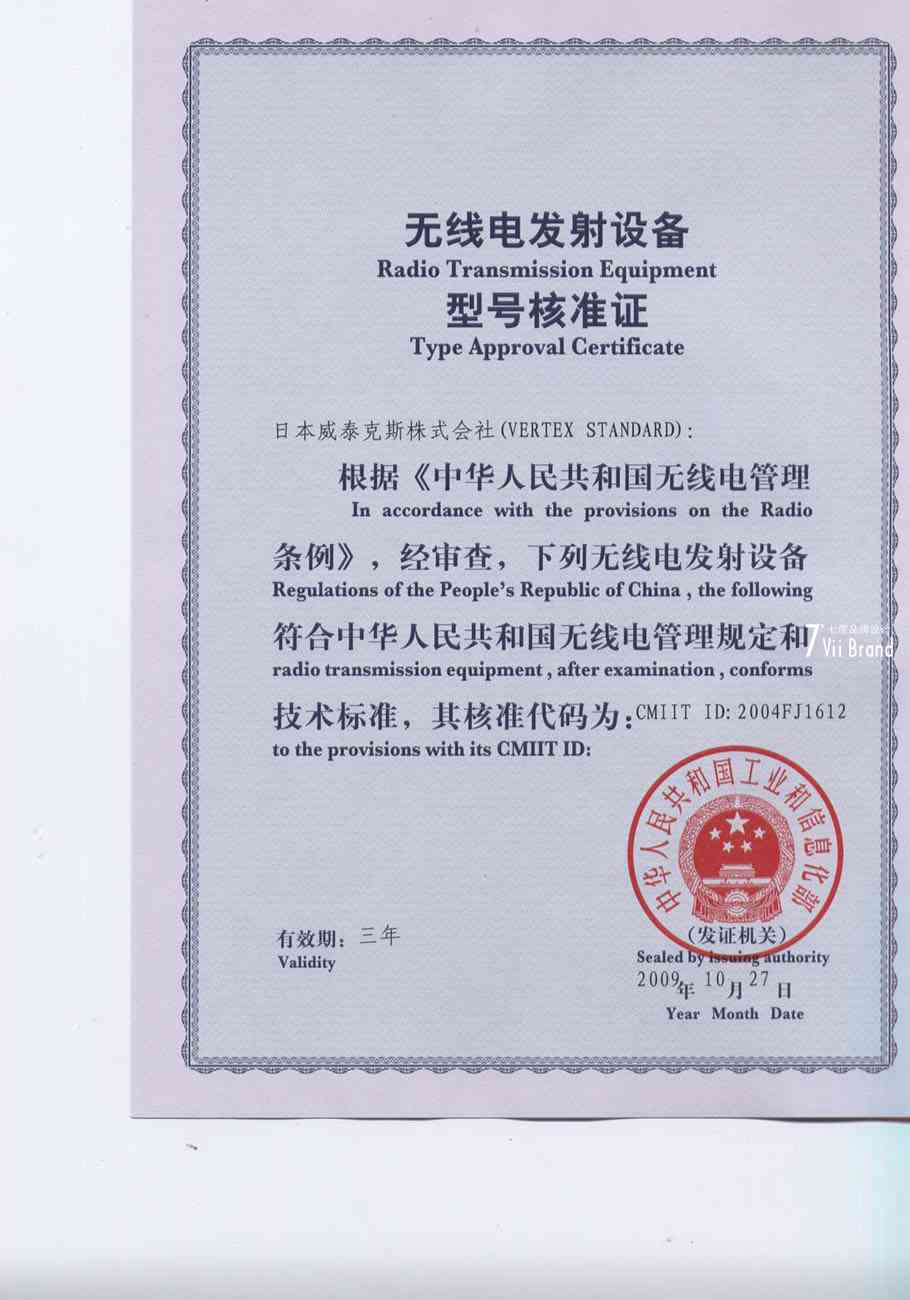 无线电发射设备
Radio Transmission Equipment
型号核准证
Type Approval Certificate
日本威泰克斯株式会社(VERTEX STANDARD):
根据《中华人民共和国无线电管理
In accordance with the provisions on the Radio
条例》，经审查，下列无线电发射设备
Regulations of the People's Republic of China , the following
符合中华人民共和国无线电管理规定和
7° 七度品牌设计
Vii Brand
radio transmission equipment , after examination , conforms
技术标准，其核准代码为：CMIIT ID: 2004FJ1612
to the provisions with its CMIIT ID:
中华人民共和国工业和信息化部
有效期：三年
Validity
(发证机关)
Sealed by issuing authority
2009年 10月 27日
Year Month Date